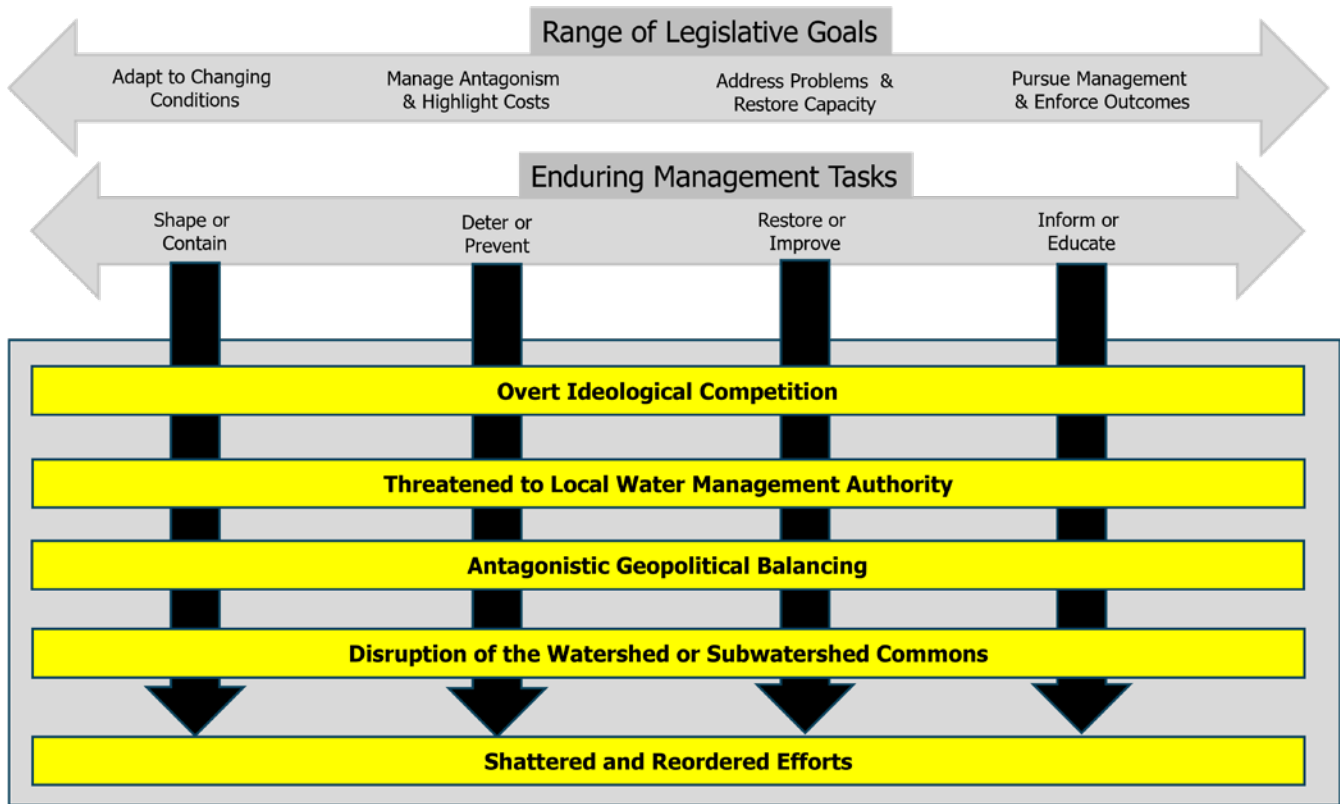 Range of Legislative Goals
Adapt to Changing
Conditions
Manage Antagonism
& Highlight Costs
Address Problems &
Restore Capacity
Pursue Management
& Enforce Outcomes
Enduring Management Tasks
Shape or
Contain
Deter or
Prevent
Restore or
Improve
Inform or
Educate
Overt Ideological Competition
Threatened to Local Water Management Authority
Antagonistic Geopolitical Balancing
Disruption of the Watershed or Subwatershed Commons
Shattered and Reordered Efforts